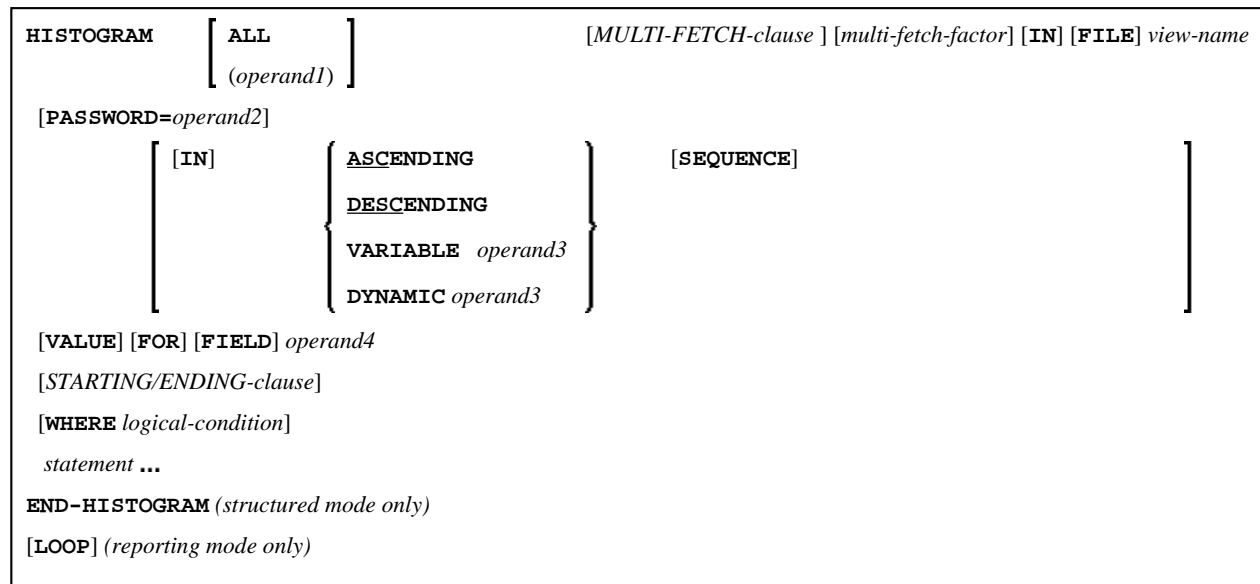 HISTOGRAM ALL [MULTI-FETCH-clause ] [multi-fetch-factor] [IN] [FILE] view-name
(operand1)
[PASSWORD=operand2]
[IN] ASCENDING [SEQUENCE]
DESCENDING
VARIABLE operand3
DYNAMIC operand3
[VALUE] [FOR] [FIELD] operand4
[STARTING/ENDING-clause]
[WHERE logical-condition]
statement ...
END-HISTOGRAM (structured mode only)
[LOOP] (reporting mode only)